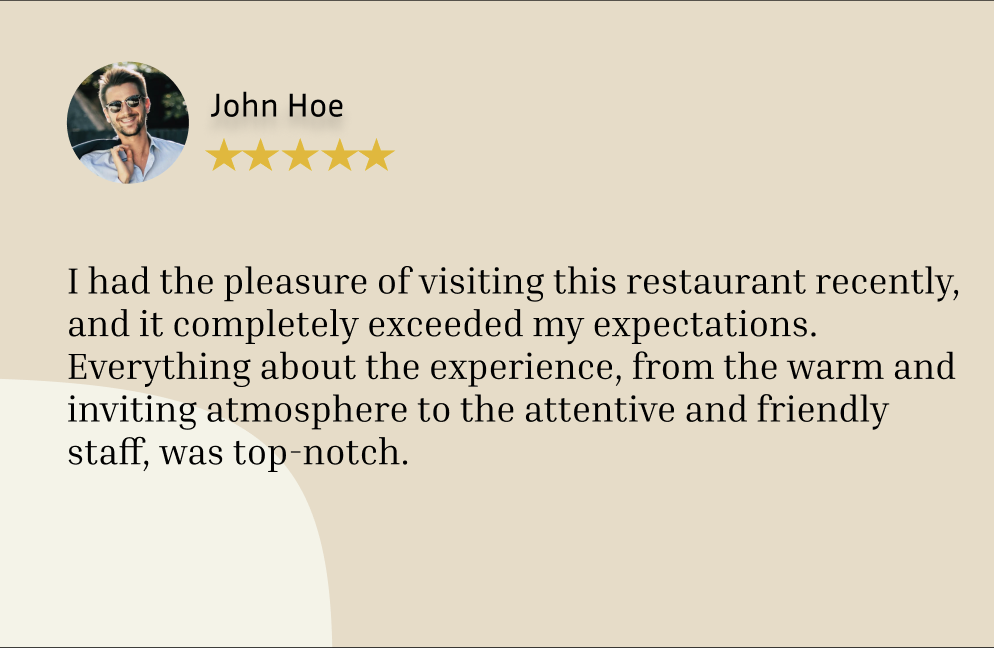 John Hoe
I had the pleasure of visiting this restaurant recently,
and it completely exceeded my expectations.
Everything about the experience, from the warm and
inviting atmosphere to the attentive and friendly
staff, was top-notch.